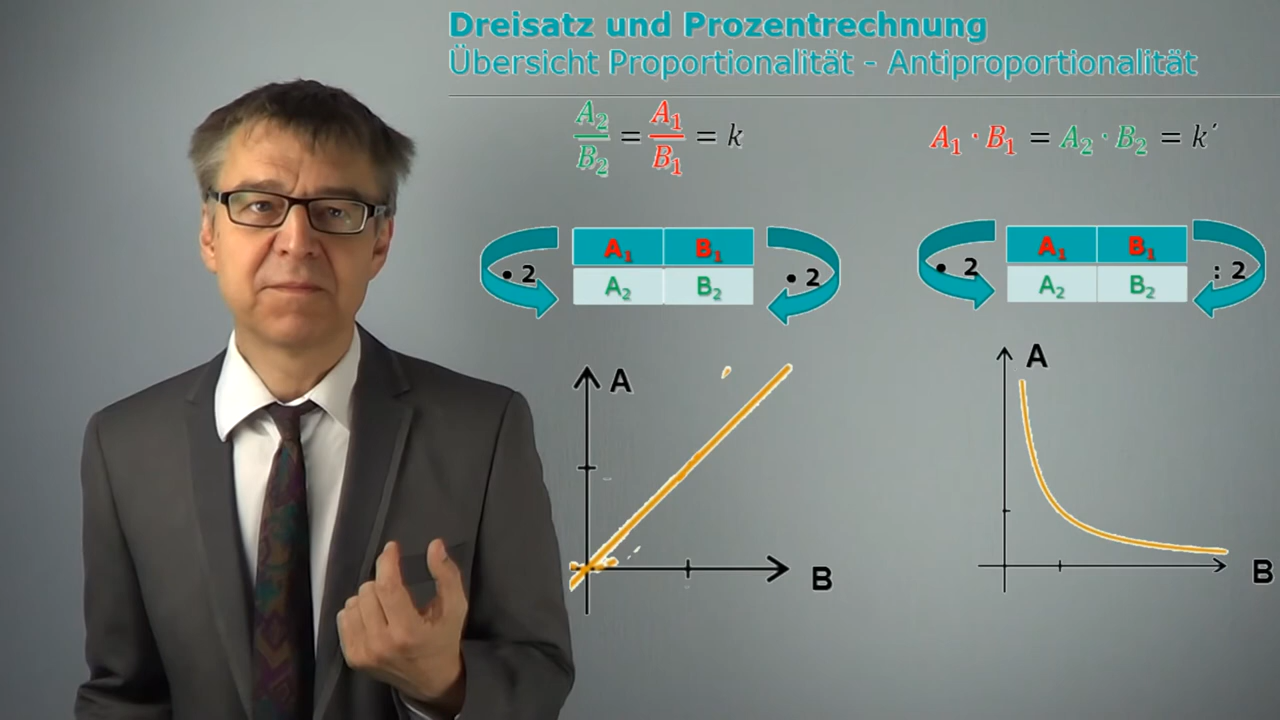 Dreisatz und Prozentrechnung
Übersicht Proportionalität - Antiproportionalität
A₂/B₂ = A₁/B₁ = k
A₁ · B₁ = A₂ · B₂ = k´
A₁ B₁
• 2 A₂ B₂ • 2
A₁ B₁
• 2 A₂ B₂ : 2
A
B
A
B